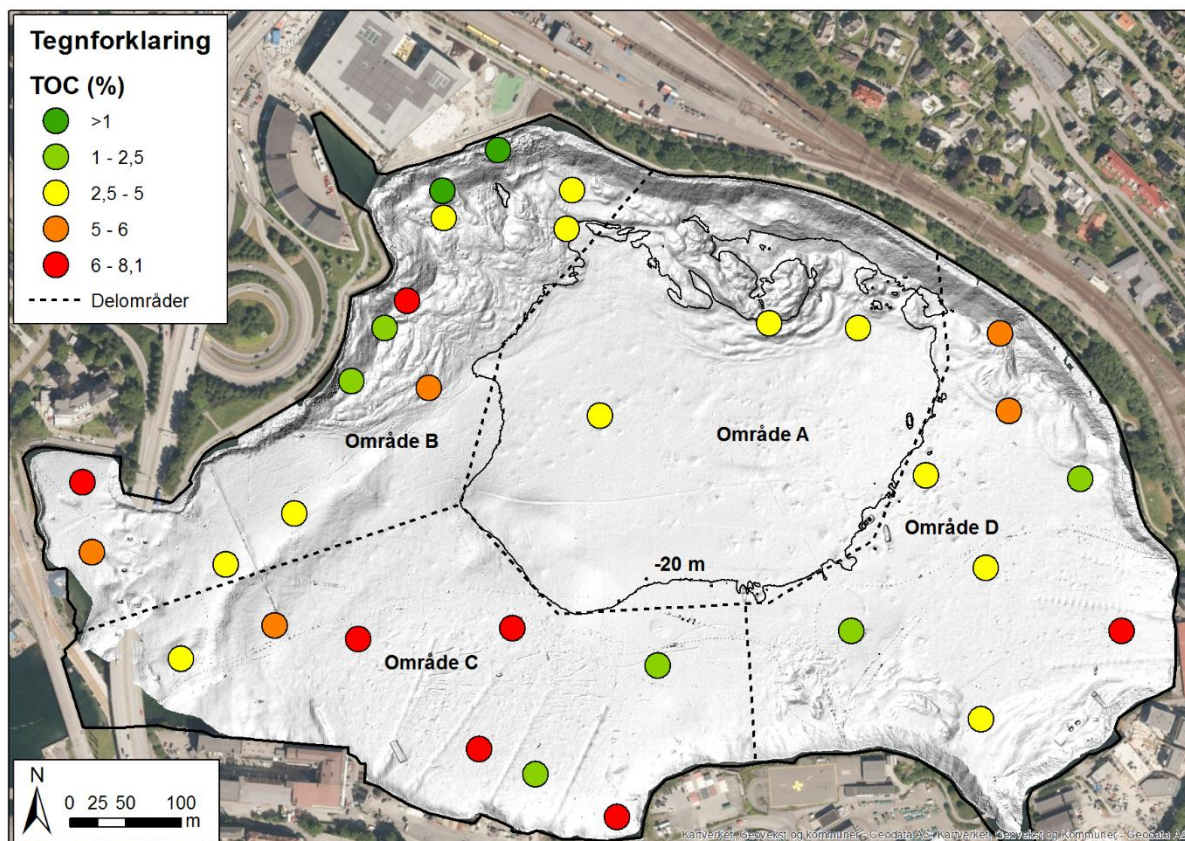 Tegnforklaring
TOC (%)
>1
1 - 2,5
2,5 - 5
5 - 6
6 - 8,1
Delområder
Område B
Område A
Område D
-20 m
Område C
N
0 25 50 100
m
Kartverket, Geovekst og kommuner - Geodata AS, Kartverket, Geovekst og Kommuner - Geodata AS